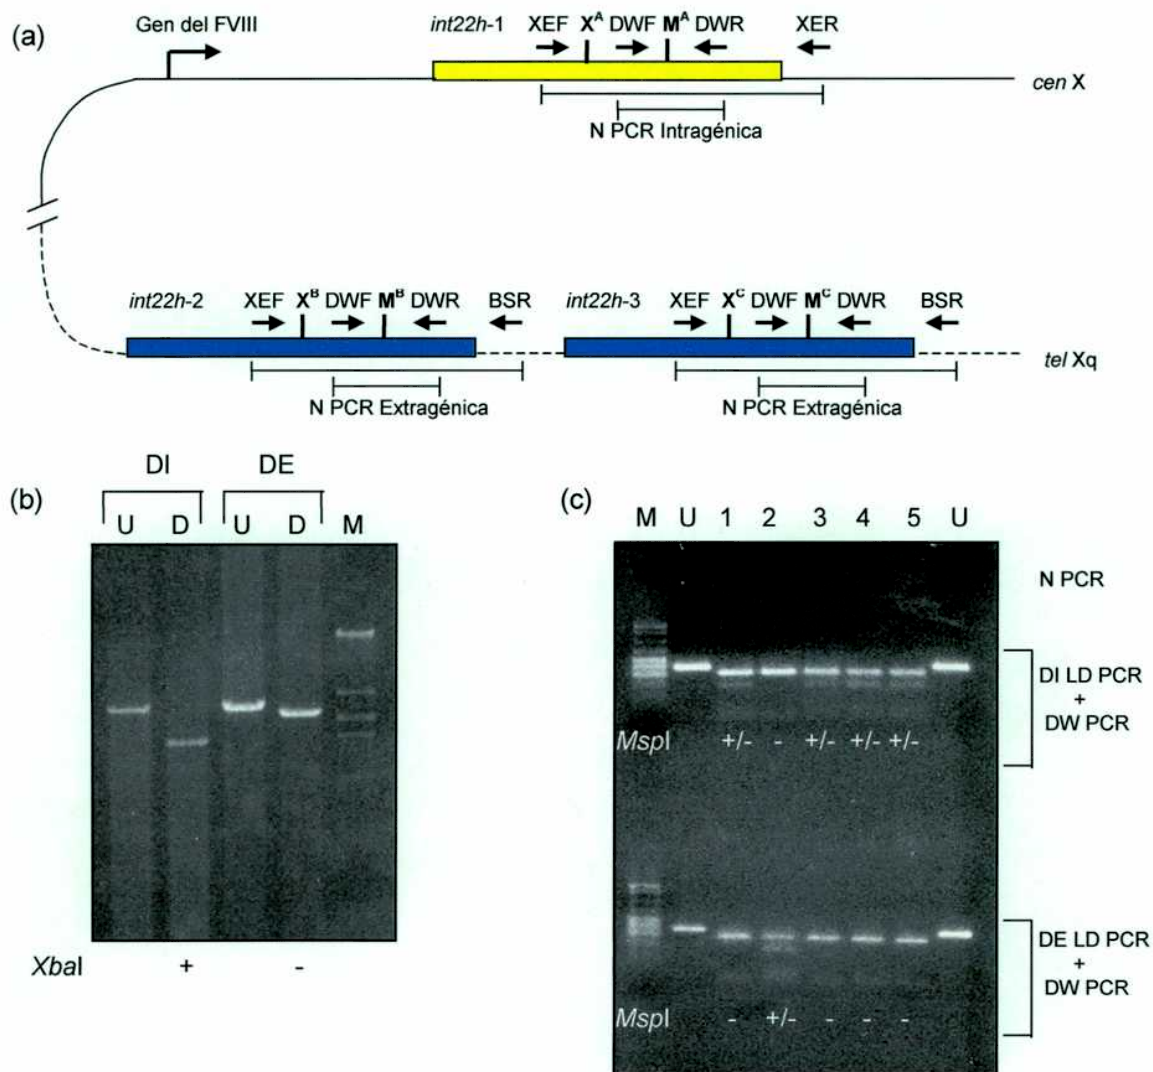 (a)
Gen del FVIII
int22h-1 XEF X^A DWF M^A DWR XER
cen X
N PCR Intragénica
int22h-2 XEF X^B DWF M^B DWR BSR int22h-3 XEF X^C DWF M^C DWR BSR
tel Xq
N PCR Extragénica N PCR Extragénica
(b)
DI DE
U D U D M
XbaI + -
(c)
M U 1 2 3 4 5 U
N PCR
DI LD PCR
+
DW PCR
MspI +/- - +/- +/- +/-
DE LD PCR
+
DW PCR
MspI - +/- - - -